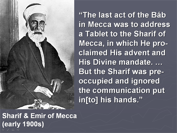 “The last act of the Báb
in Mecca was to address
a Tablet to the Sharif of
Mecca, in which He pro-
claimed His advent and
His Divine mandate. …
But the Sharif was pre-
occupied and ignored
the communication put
in[to] his hands.”
Sharif & Emir of Mecca
(early 1900s)